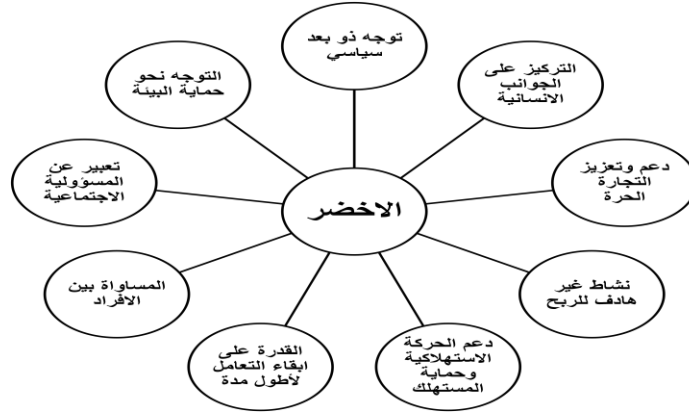 توجه ذو بعد
سياسي
التركيز على
الجوانب
الانسانية
دعم وتعزيز
التجارة
الحرة
نشاط غير
هادف للربح
دعم الحركة
الاستهلاكية
وحماية
المستهلك
القدرة على
ابقاء التعامل
لأطول مدة
المساواة بين
الافراد
تعبير عن
المسؤولية
الاجتماعية
التوجه نحو
حماية البيئة
الاخضر